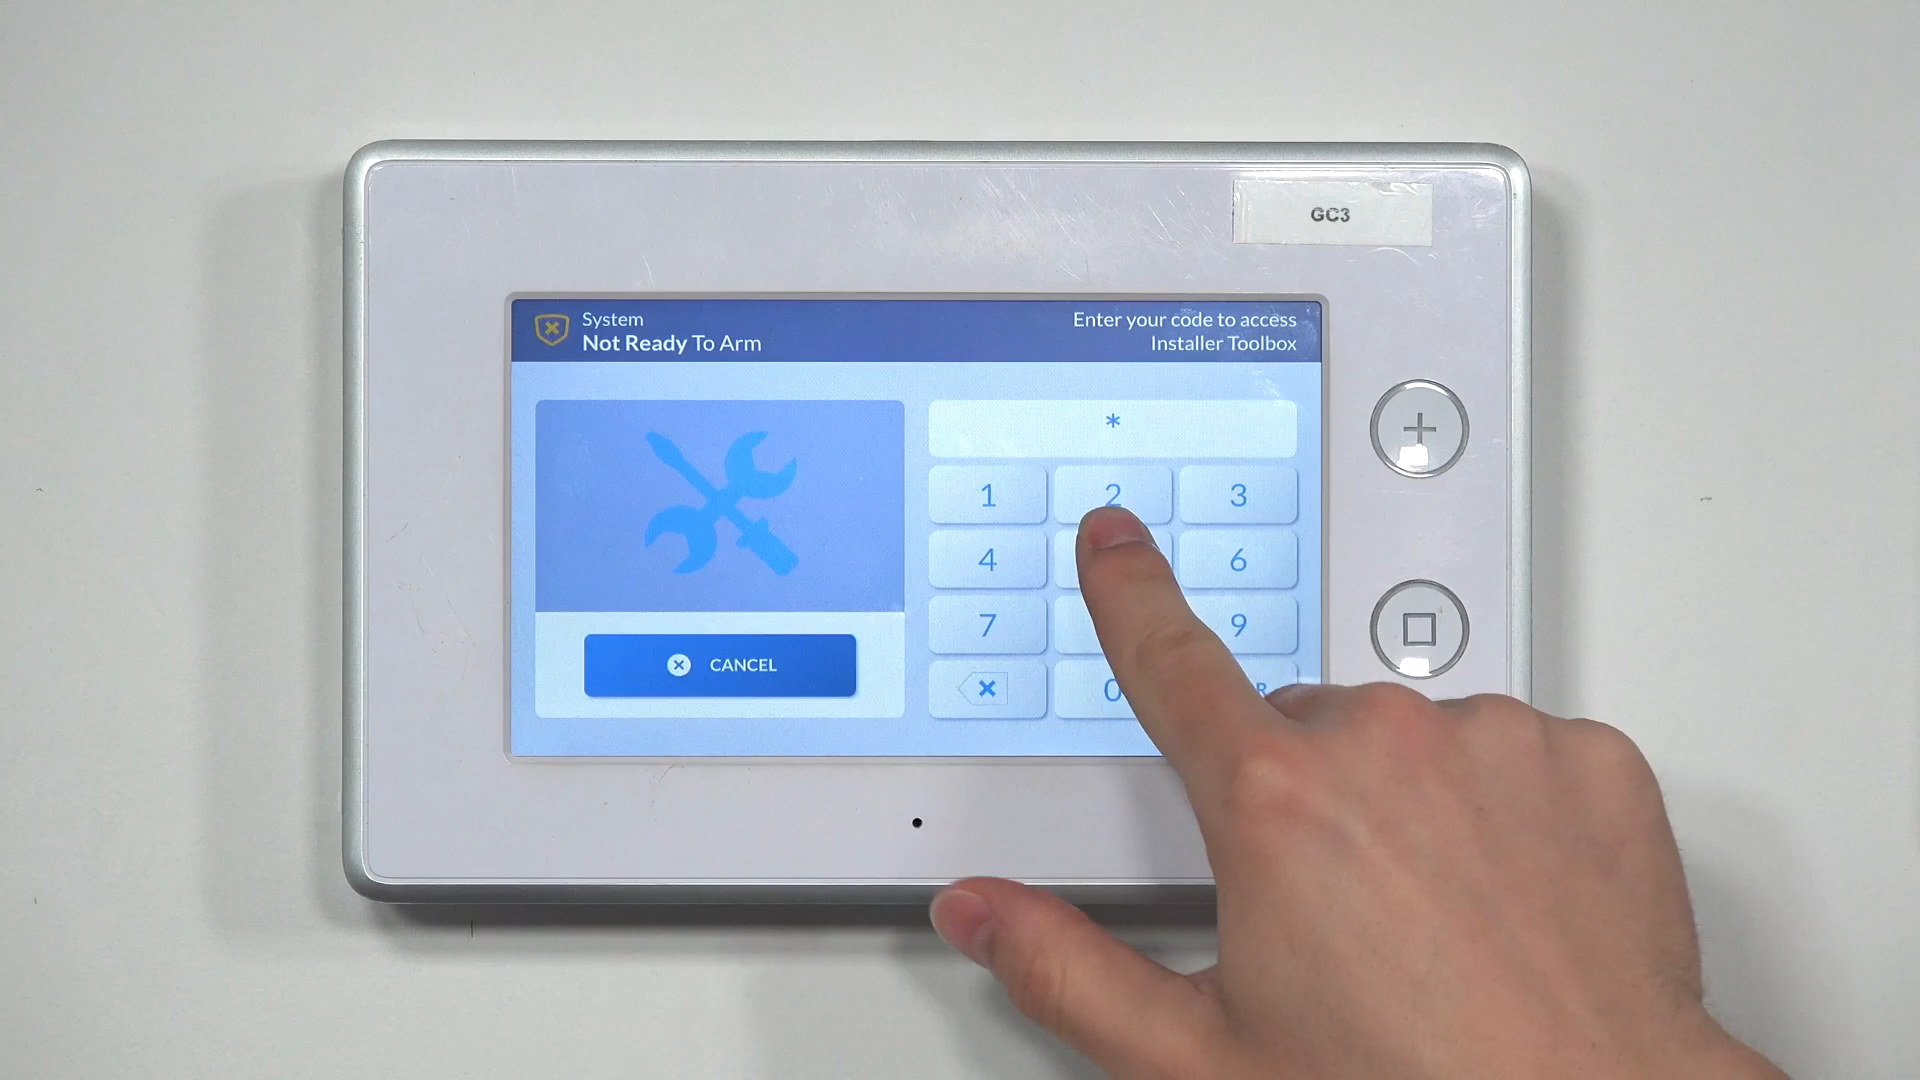 GC3
System
Not Ready To Arm
Enter your code to access
Installer Toolbox
*
1 2 3
4 6
7 9
0 R
CANCEL